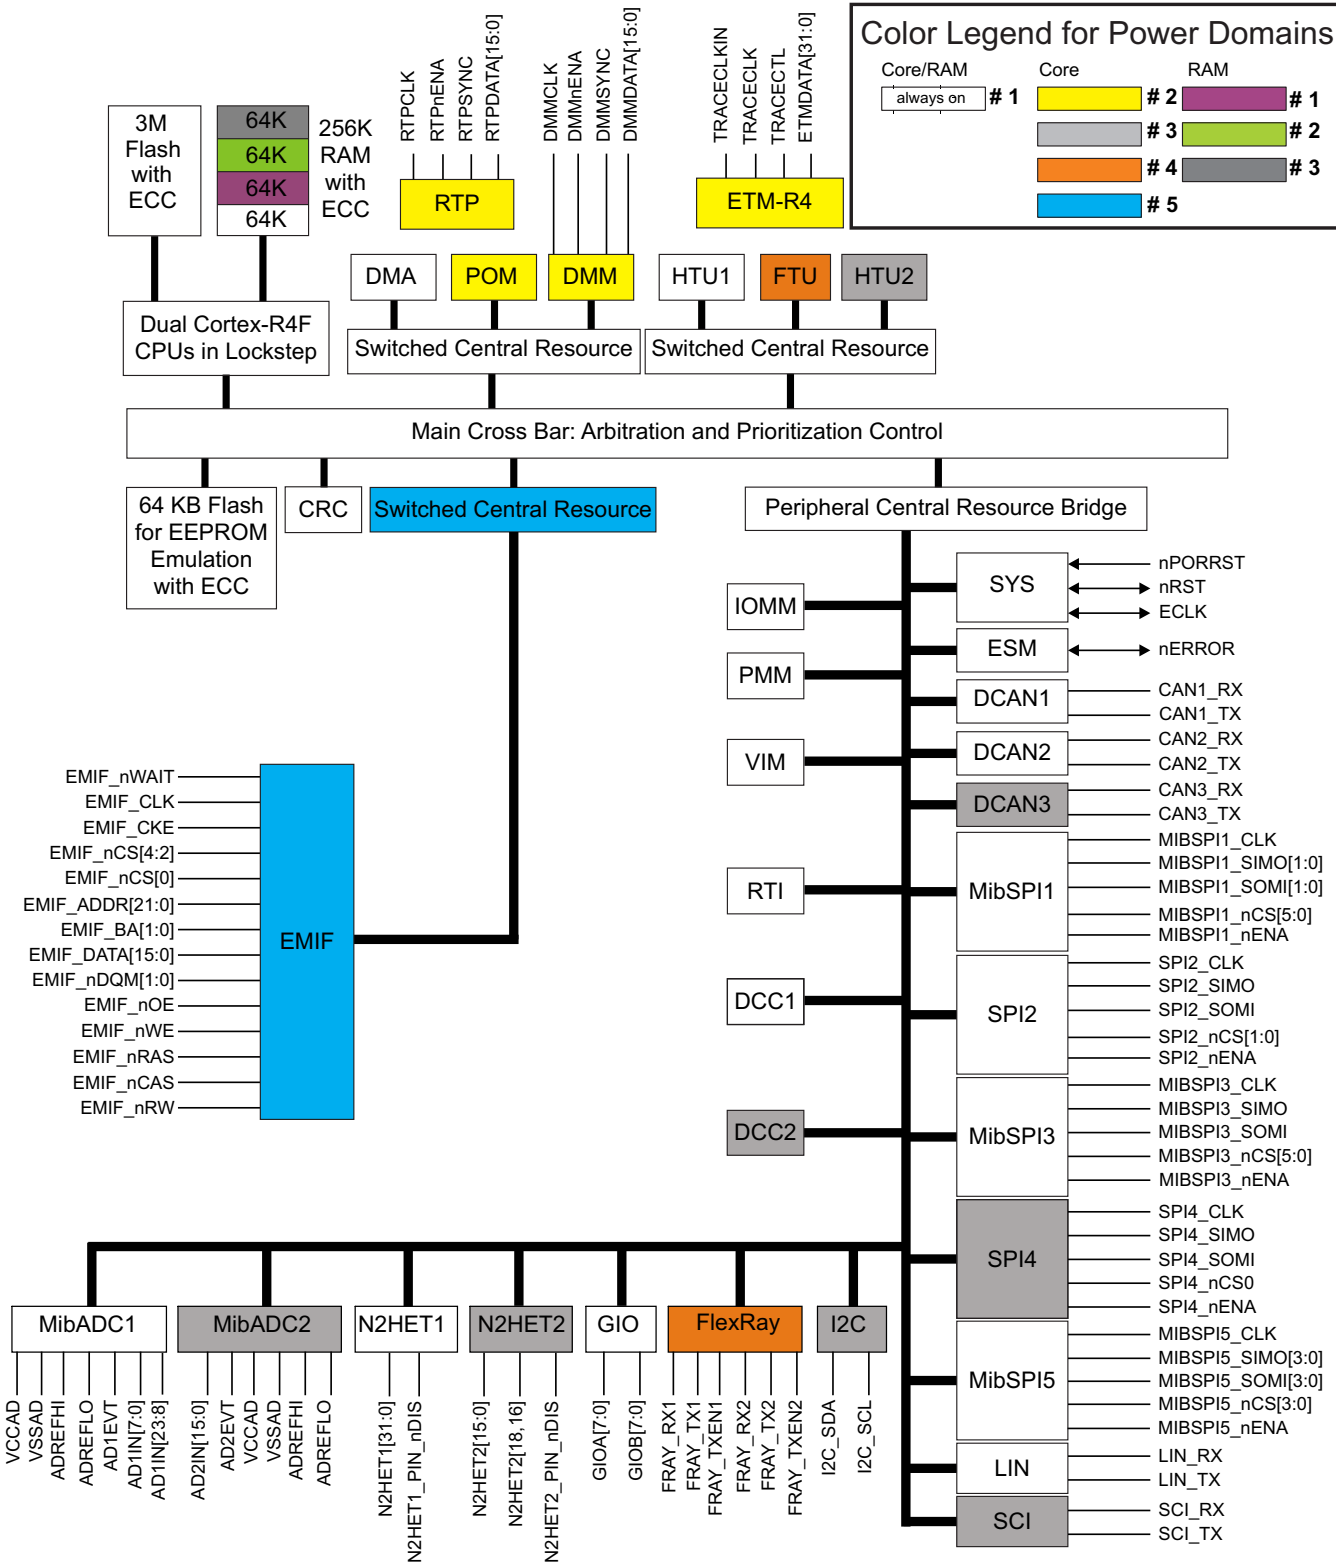 Color Legend for Power Domains
Core/RAM
Core
RAM
always on
# 1
# 2
# 1
# 3
# 2
# 4
# 3
# 5
3M
Flash
with
ECC
64K
64K
64K
64K
256K
RAM
with
ECC
RTPCLK
RTPnENA
RTPSYNC
RTPDATA[15:0]
RTP
DMMCLK
DMMnENA
DMMSYNC
DMMDATA[15:0]
TRACECLKIN
TRACECLK
TRACECTL
ETMDATA[31:0]
ETM-R4
DMA
POM
DMM
HTU1
FTU
HTU2
Dual Cortex-R4F
CPUs in Lockstep
Switched Central Resource
Switched Central Resource
Main Cross Bar: Arbitration and Prioritization Control
64 KB Flash
for EEPROM
Emulation
with ECC
CRC
Switched Central Resource
Peripheral Central Resource Bridge
IOMM
PMM
VIM
RTI
DCC1
DCC2
SYS
nPORRST
nRST
ECLK
ESM
nERROR
DCAN1
CAN1_RX
CAN1_TX
DCAN2
CAN2_RX
CAN2_TX
DCAN3
CAN3_RX
CAN3_TX
MibSPI1
MIBSPI1_CLK
MIBSPI1_SIMO[1:0]
MIBSPI1_SOMI[1:0]
MIBSPI1_nCS[5:0]
MIBSPI1_nENA
SPI2
SPI2_CLK
SPI2_SIMO
SPI2_SOMI
SPI2_nCS[1:0]
SPI2_nENA
MibSPI3
MIBSPI3_CLK
MIBSPI3_SIMO
MIBSPI3_SOMI
MIBSPI3_nCS[5:0]
MIBSPI3_nENA
SPI4
SPI4_CLK
SPI4_SIMO
SPI4_SOMI
SPI4_nCS0
SPI4_nENA
MibSPI5
MIBSPI5_CLK
MIBSPI5_SIMO[3:0]
MIBSPI5_SOMI[3:0]
MIBSPI5_nCS[3:0]
MIBSPI5_nENA
LIN
LIN_RX
LIN_TX
SCI
SCI_RX
SCI_TX
EMIF_nWAIT
EMIF_CLK
EMIF_CKE
EMIF_nCS[4:2]
EMIF_nCS[0]
EMIF_ADDR[21:0]
EMIF_BA[1:0]
EMIF_DATA[15:0]
EMIF_nDQM[1:0]
EMIF_nOE
EMIF_nWE
EMIF_nRAS
EMIF_nCAS
EMIF_nRW
EMIF
MibADC1
MibADC2
N2HET1
N2HET2
GIO
FlexRay
I2C
VCCAD
VSSAD
ADREFHI
ADREFLO
AD1EVT
AD1IN[7:0]
AD1IN[23:8]
AD2IN[15:0]
AD2EVT
VCCAD
VSSAD
ADREFHI
ADREFLO
N2HET1[31:0]
N2HET1_PIN_nDIS
N2HET2[15:0]
N2HET2[18,16]
N2HET2_PIN_nDIS
GIOA[7:0]
GIOB[7:0]
FRAY_RX1
FRAY_TX1
FRAY_TXEN1
FRAY_RX2
FRAY_TX2
FRAY_TXEN2
I2C_SDA
I2C_SCL